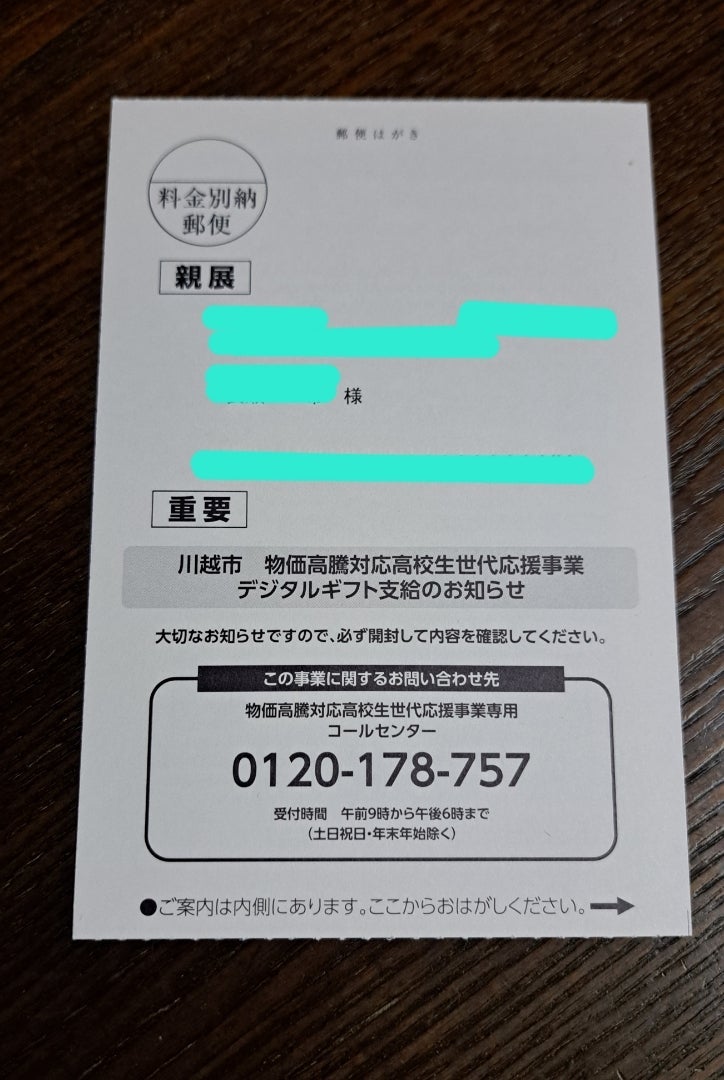 郵便はがき
料金別納
郵便
親展
様
重要
川越市 物価高騰対応高校生世代応援事業
デジタルギフト支給のお知らせ
大切なお知らせですので、必ず開封して内容を確認してください。
この事業に関するお問い合わせ先
物価高騰対応高校生世代応援事業専用
コールセンター
0120-178-757
受付時間 午前9時から午後6時まで
(土日祝日・年末年始除く)
●ご案内は内側にあります。ここからおはがしください。➡